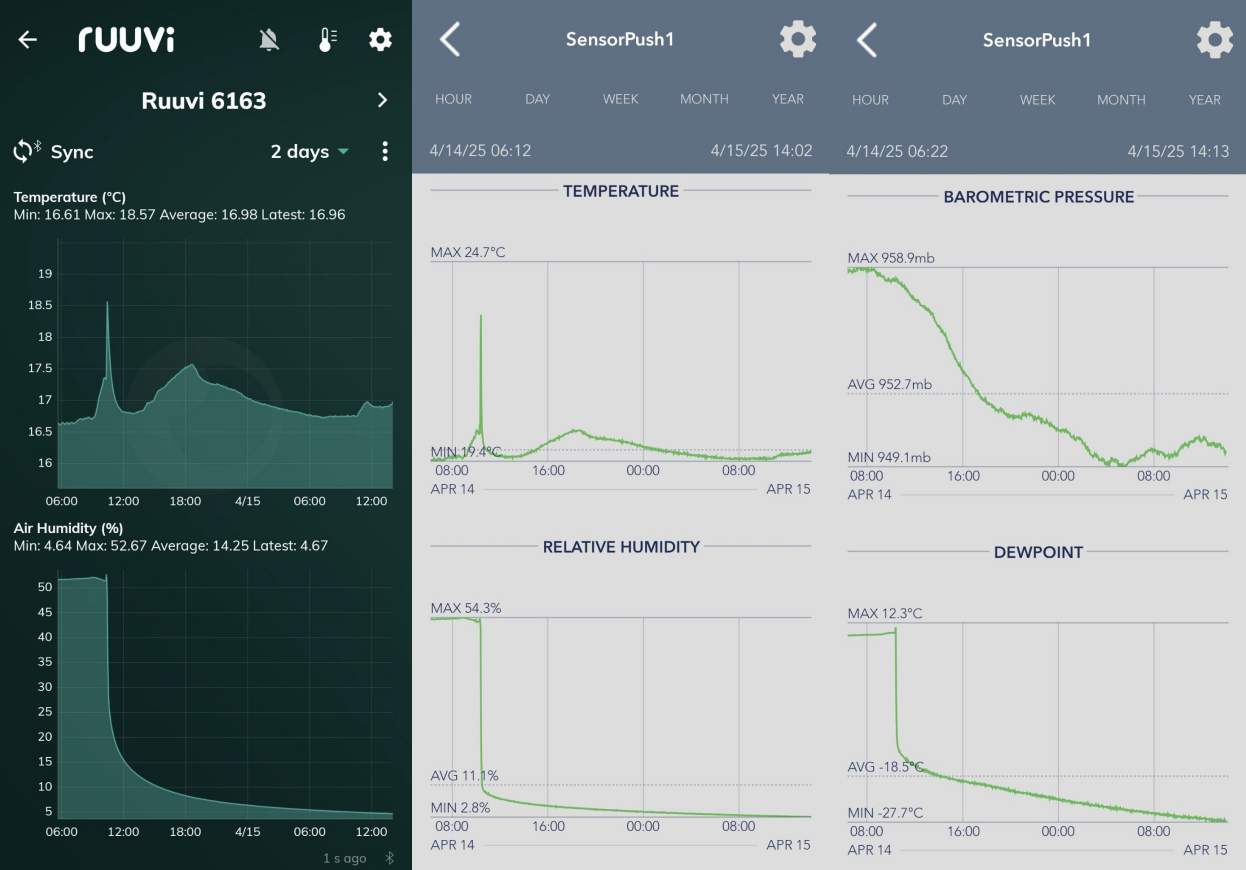 ruuvi
Ruuvi 6163
Sync
2 days
Temperature (°C)
Min: 16.61 Max: 18.57 Average: 16.98 Latest: 16.96
19
18.5
18
17.5
17
16.5
16
06:00 12:00 18:00 4/15 06:00 12:00
Air Humidity (%)
Min: 4.64 Max: 52.67 Average: 14.25 Latest: 4.67
50
45
40
35
30
25
20
15
10
5
06:00 12:00 18:00 4/15 06:00 12:00
1 s ago
SensorPush1
HOUR DAY WEEK MONTH YEAR
4/14/25 06:12 4/15/25 14:02
TEMPERATURE
MAX 24.7°C
MIN 19.4°C
08:00 16:00 00:00 08:00
APR 14 APR 15
RELATIVE HUMIDITY
MAX 54.3%
AVG 11.1%
MIN 2.8%
08:00 16:00 00:00 08:00
APR 14 APR 15
SensorPush1
HOUR DAY WEEK MONTH YEAR
4/14/25 06:22 4/15/25 14:13
BAROMETRIC PRESSURE
MAX 958.9mb
AVG 952.7mb
MIN 949.1mb
08:00 16:00 00:00 08:00
APR 14 APR 15
DEWPOINT
MAX 12.3°C
AVG -18.5°C
MIN -27.7°C
08:00 16:00 00:00 08:00
APR 14 APR 15